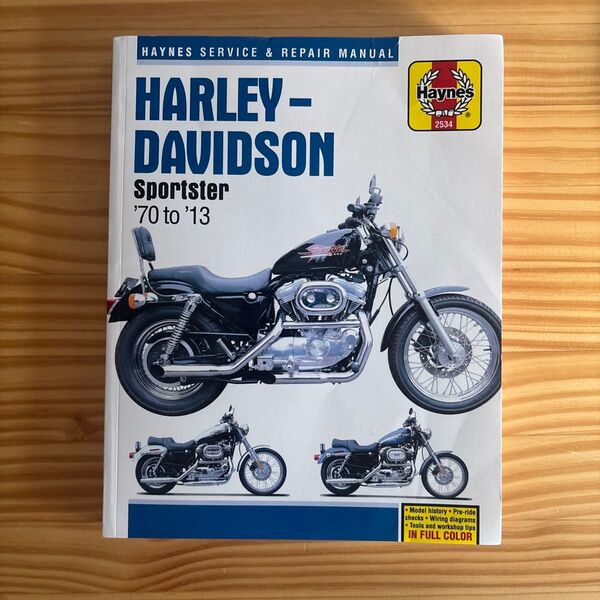 HAYNES SERVICE & REPAIR MANUAL
HARLEY-
DAVIDSON
Sportster
'70 to '13
Haynes
®
2534
• Model history • Pre-ride
checks • Wiring diagrams
• Tools and workshop tips
IN FULL COLOR